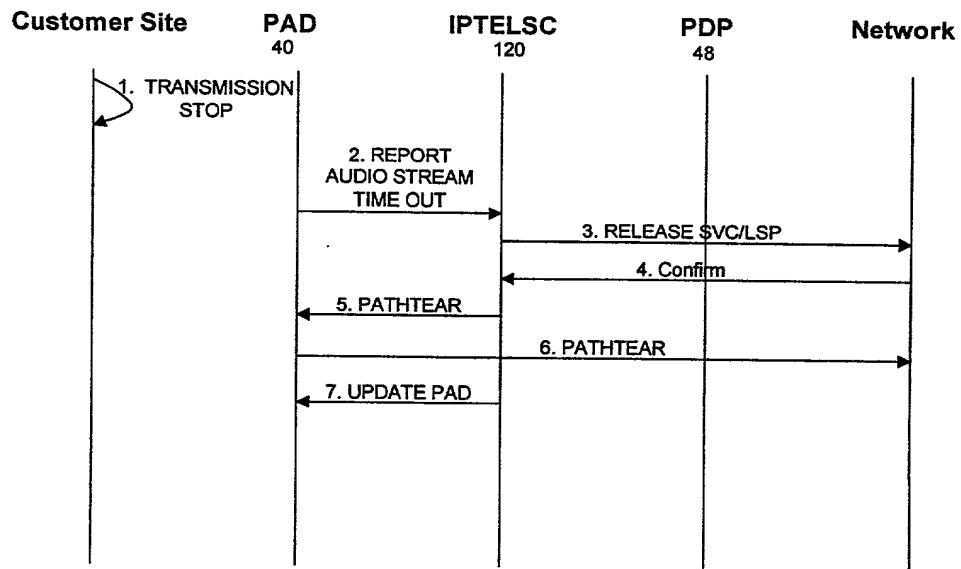 Customer Site PAD IPTELSC PDP Network
40 120 48
1. TRANSMISSION
STOP
2. REPORT
AUDIO STREAM
TIME OUT
3. RELEASE SVC/LSP
4. Confirm
5. PATHTEAR
6. PATHTEAR
7. UPDATE PAD